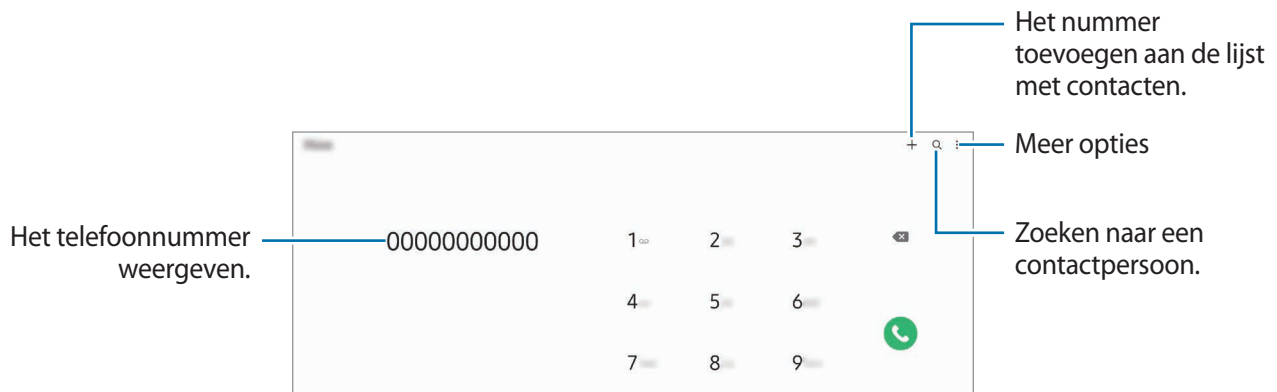 Het nummer
toevoegen aan de lijst
met contacten.
Meer opties
Het telefoonnummer
weergeven.
00000000000
1 2 3
Zoeken naar een
contactpersoon.
4 5 6
7 8 9